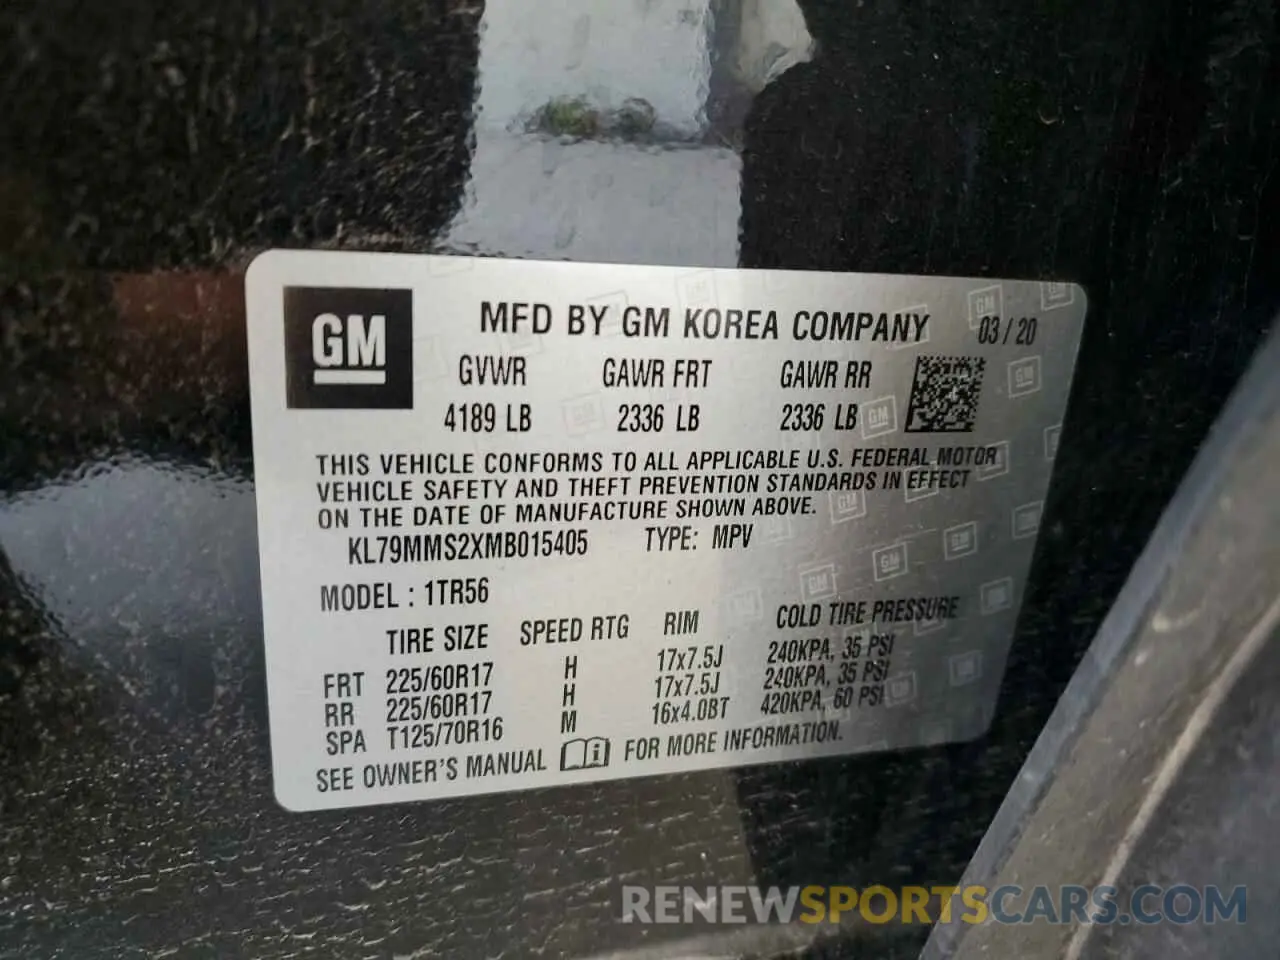 GM
MFD BY GM KOREA COMPANY 03/20
GVWR GAWR FRT GAWR RR
4189 LB 2336 LB 2336 LB
THIS VEHICLE CONFORMS TO ALL APPLICABLE U.S. FEDERAL MOTOR
VEHICLE SAFETY AND THEFT PREVENTION STANDARDS IN EFFECT
ON THE DATE OF MANUFACTURE SHOWN ABOVE.
KL79MMS2XMB015405 TYPE: MPV
MODEL : 1TR56
TIRE SIZE SPEED RTG RIM COLD TIRE PRESSURE
FRT 225/60R17 H 17x7.5J 240KPA, 35 PSI
RR 225/60R17 H 17x7.5J 240KPA, 35 PSI
SPA T125/70R16 M 16x4.0BT 420KPA, 60 PSI
SEE OWNER'S MANUAL FOR MORE INFORMATION.
RENEWSPORTSCARS.COM